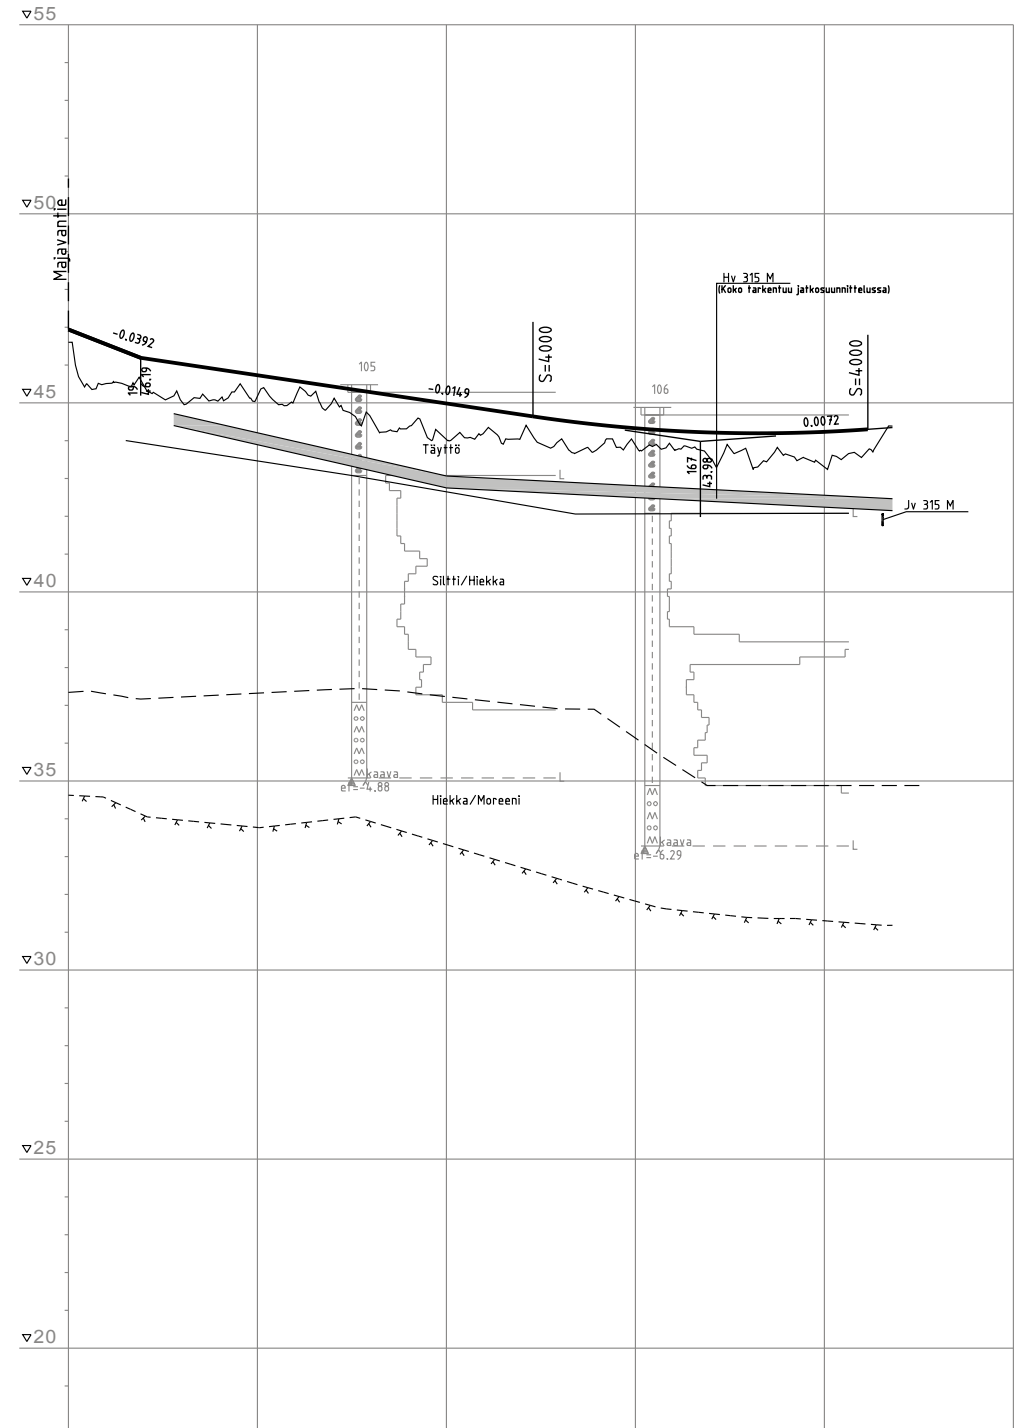 55
50
Majavantie
Hv 315 M
(Koko tarkentuu jatkosuunnittelussa)
-0.0392
S=4000
S=4000
105
19
46.19
-0.0149
106
45
0.0072
Täyttö
167
43.98
L
Jv 315 M
L
40
Siltti/Hiekka
35
kaava
L
ef=-4.88
Hiekka/Moreeni
kaava
L
ef=-6.29
30
25
20